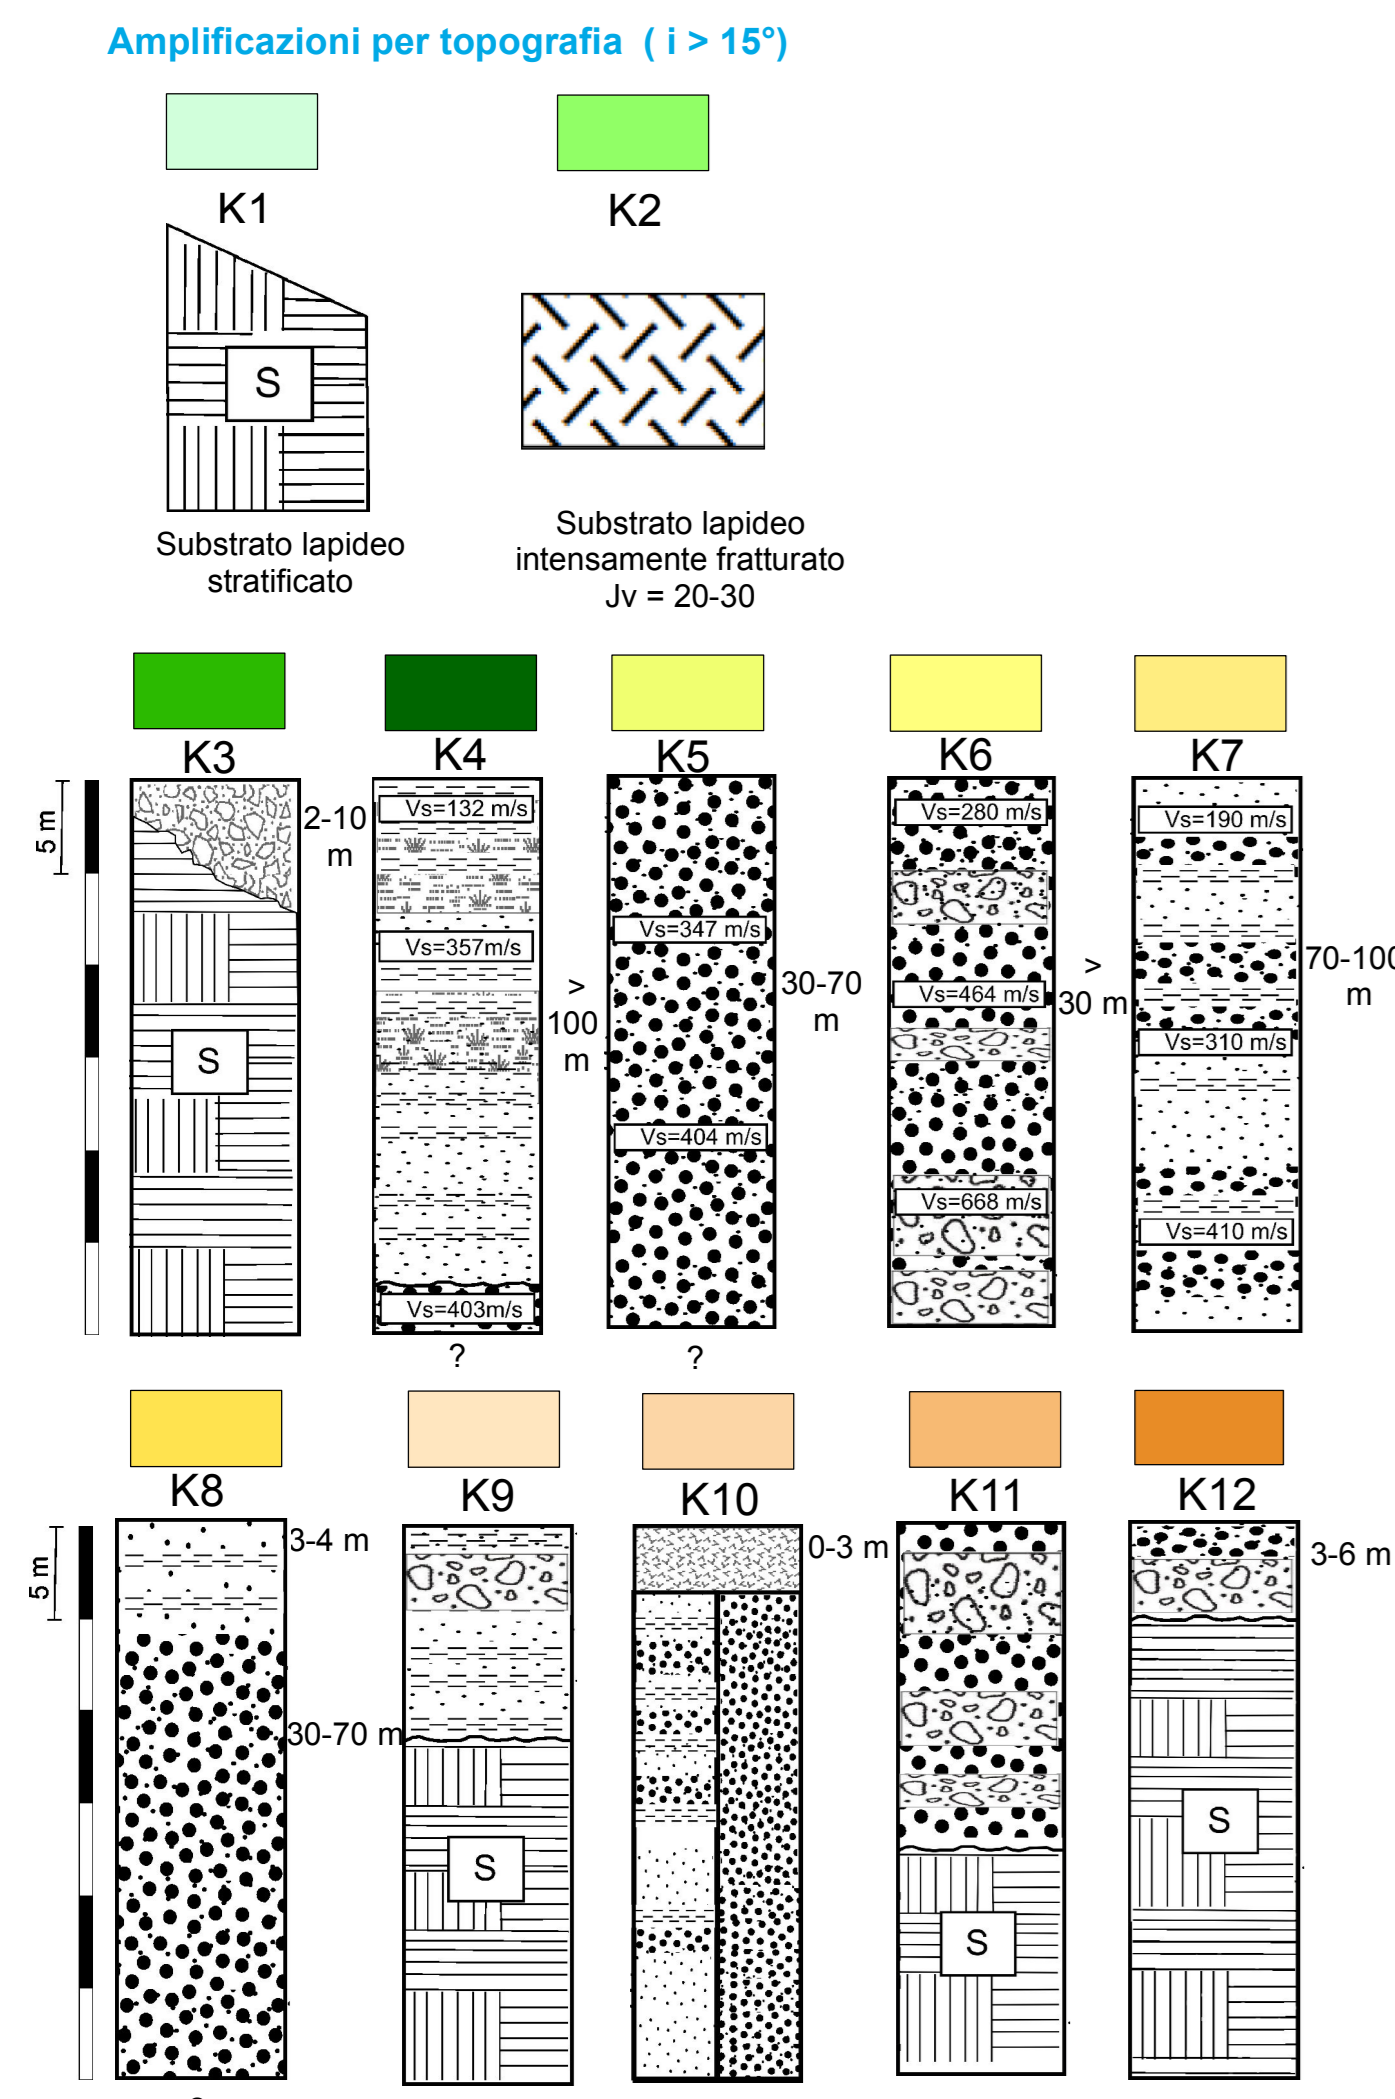 Amplificazioni per topografia ( i > 15°)
K1
K2
S
Substrato lapideo
stratificato
Substrato lapideo
intensamente fratturato
Jv = 20-30
K3
K4
K5
K6
K7
5 m
2-10
m
S
Vs=132 m/s
Vs=357m/s
Vs=403m/s
>
100
m
?
Vs=347 m/s
Vs=404 m/s
30-70
m
?
Vs=280 m/s
Vs=464 m/s
Vs=668 m/s
>
30 m
Vs=190 m/s
Vs=310 m/s
Vs=410 m/s
70-100
m
K8
K9
K10
K11
K12
5 m
3-4 m
30-70 m
S
0-3 m
S
3-6 m
S